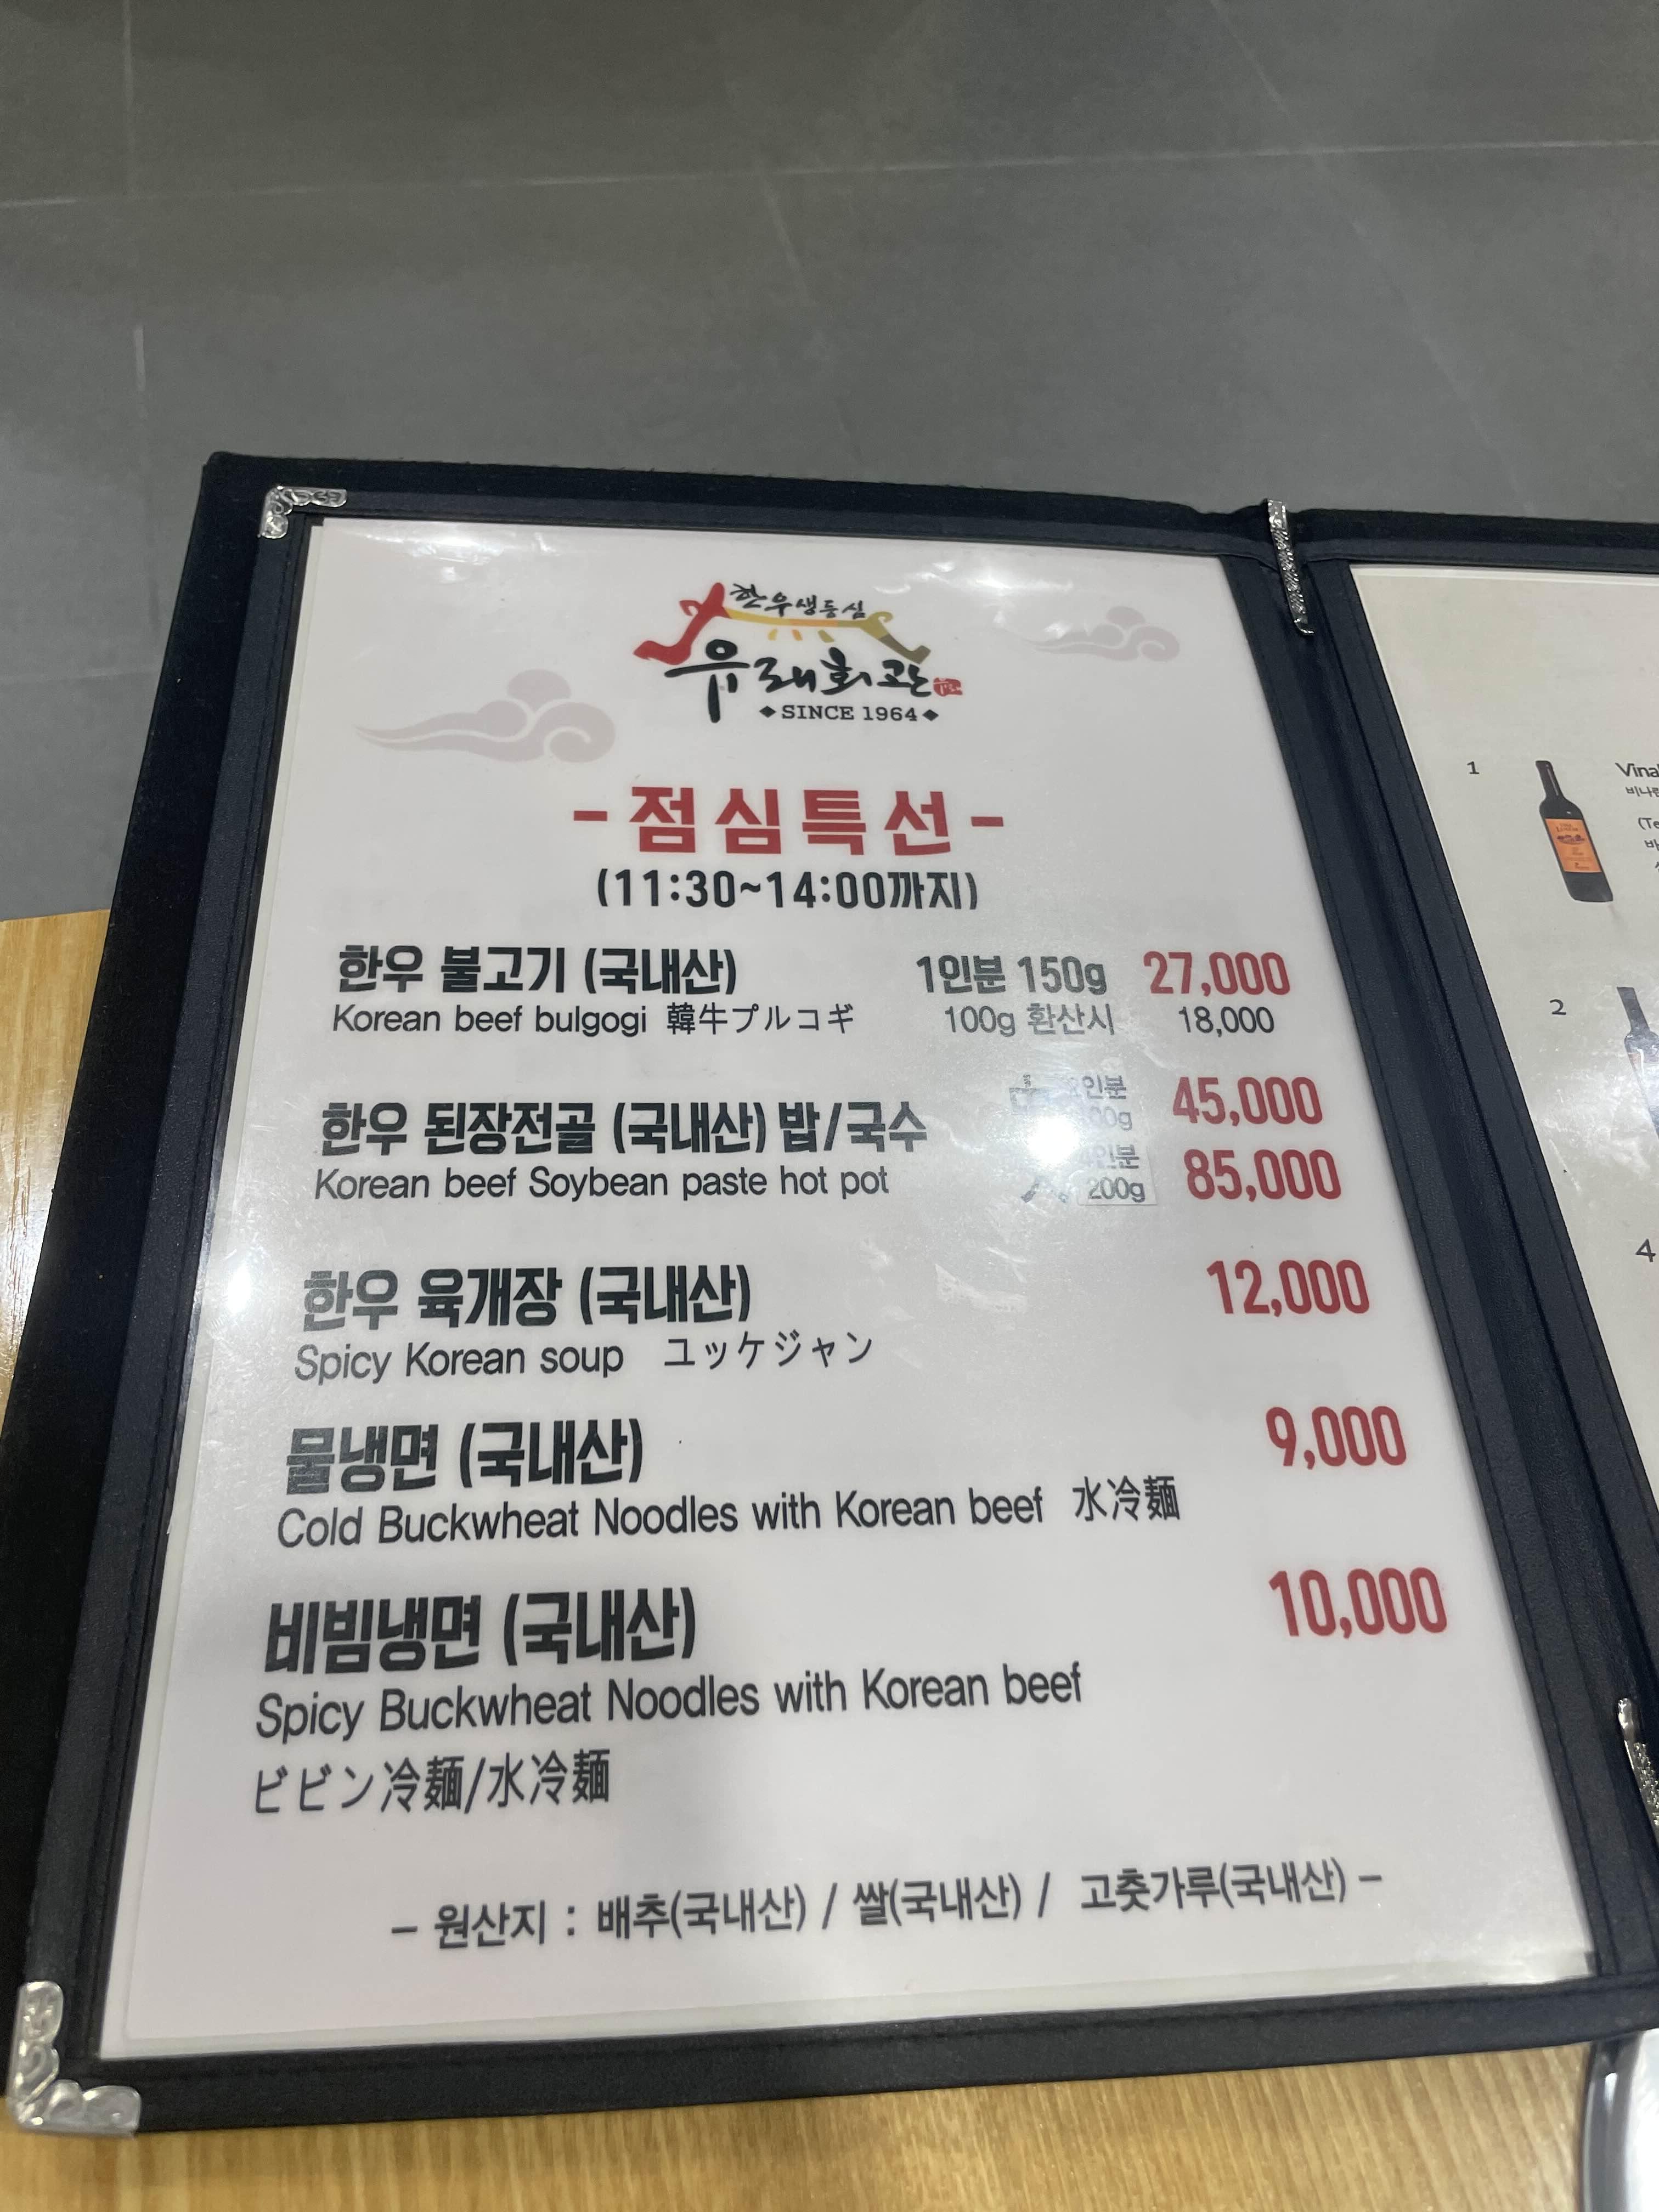 한우생등심
유래회관
◆SINCE 1964◆
-점심특선-
(11:30~14:00까지)
한우 불고기 (국내산) 1인분 150g 27,000
Korean beef bulgogi 韓牛プルコギ 100g 환산시 18,000
한우 된장전골 (국내산) 밥/국수
Korean beef Soybean paste hot pot
인분 45,000
인분 85,000
200g
한우 육개장 (국내산) 12,000
Spicy Korean soup ユッケジャン
물냉면 (국내산) 9,000
Cold Buckwheat Noodles with Korean beef 水冷麺
비빔냉면 (국내산) 10,000
Spicy Buckwheat Noodles with Korean beef
ビビン冷麺/水冷麺
– 원산지 : 배추(국내산) / 쌀(국내산) / 고춧가루(국내산) –
1
2
4